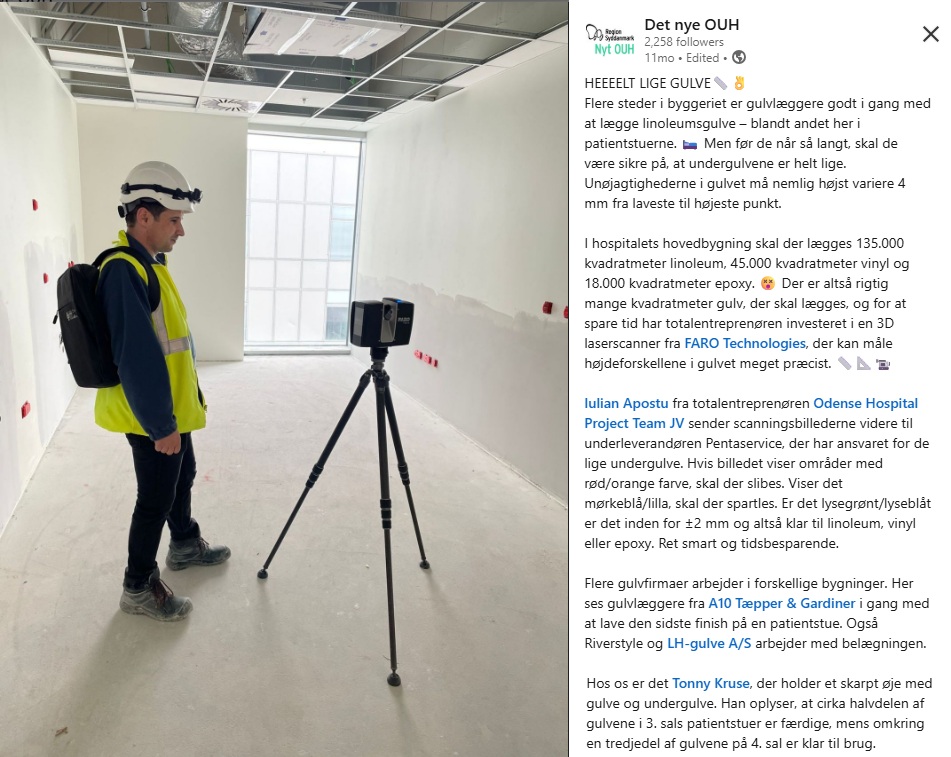 Det nye OUH
Region
Syddanmark
Nyt OUH
2,258 followers
11mo • Edited •
HEEEELT LIGE GULVE📏 👌
Flere steder i byggeriet er gulvlæggere godt i gang med
at lægge linoleumsgulve – blandt andet her i
patientstuerne. 🛏️ Men før de når så langt, skal de
være sikre på, at undergulvene er helt lige.
Unøjagtighederne i gulvet må nemlig højst variere 4
mm fra laveste til højeste punkt.
I hospitalets hovedbygning skal der lægges 135.000
kvadratmeter linoleum, 45.000 kvadratmeter vinyl og
18.000 kvadratmeter epoxy. 😵 Der er altså rigtig
mange kvadratmeter gulv, der skal lægges, og for at
spare tid har totalentreprenøren investeret i en 3D
laserscanner fra FARO Technologies, der kan måle
højdeforskellene i gulvet meget præcist. 📏 📐 📹
Iulian Apostu fra totalentreprenøren Odense Hospital
Project Team JV sender scanningsbillederne videre til
underleverandøren Pentaservice, der har ansvaret for de
lige undergulve. Hvis billedet viser områder med
rød/orange farve, skal der slibes. Viser det
mørkeblå/lilla, skal der spartles. Er det lysegrønt/lyseblåt
er det inden for ±2 mm og altså klar til linoleum, vinyl
eller epoxy. Ret smart og tidsbesparende.
Flere gulvfirmaer arbejder i forskellige bygninger. Her
ses gulvlæggere fra A10 Tæpper & Gardiner i gang med
at lave den sidste finish på en patientstue. Også
Riverstyle og LH-gulve A/S arbejder med belægningen.
Hos os er det Tonny Kruse, der holder et skarpt øje med
gulve og undergulve. Han oplyser, at cirka halvdelen af
gulvene i 3. sals patientstuer er færdige, mens omkring
en tredjedel af gulvene på 4. sal er klar til brug.